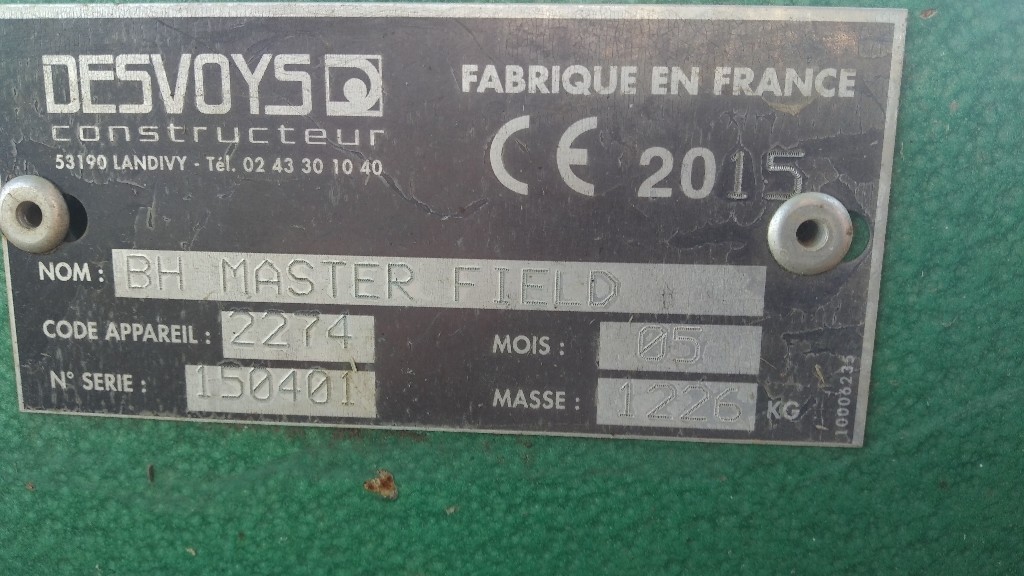 DESVOYS
constructeur
53190 LANDIVY - Tél. 02 43 30 10 40
FABRIQUE EN FRANCE
CE 2015
NOM : BH MASTER FIELD
CODE APPAREIL : 2274
MOIS : 05
N° SERIE : 150401
MASSE : 1226 KG
10006235